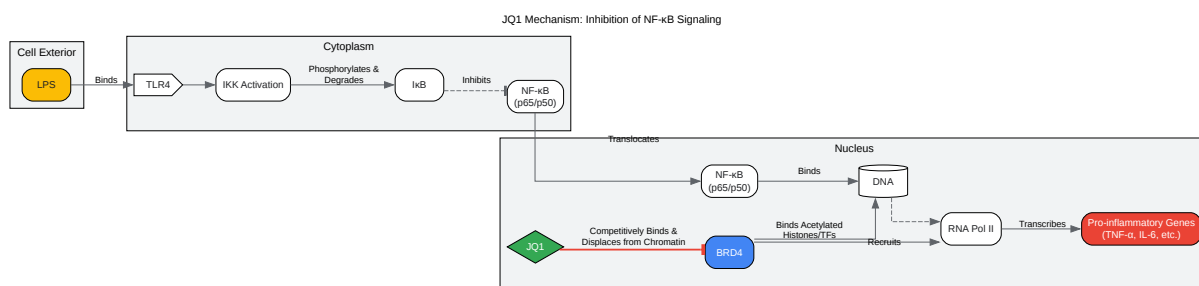 JQ1 Mechanism: Inhibition of NF-κB Signaling
Cell Exterior
LPS
Binds
Cytoplasm
TLR4
IKK Activation
Phosphorylates &
Degrades
IκB
Inhibits
NF-κB
(p65/p50)
Translocates
Nucleus
NF-κB
(p65/p50)
Binds
DNA
JQ1
Competitively Binds &
Displaces from Chromatin
BRD4
Binds Acetylated
Histones/TFs
Recruits
RNA Pol II
Transcribes
Pro-inflammatory Genes
(TNF-α, IL-6, etc.)